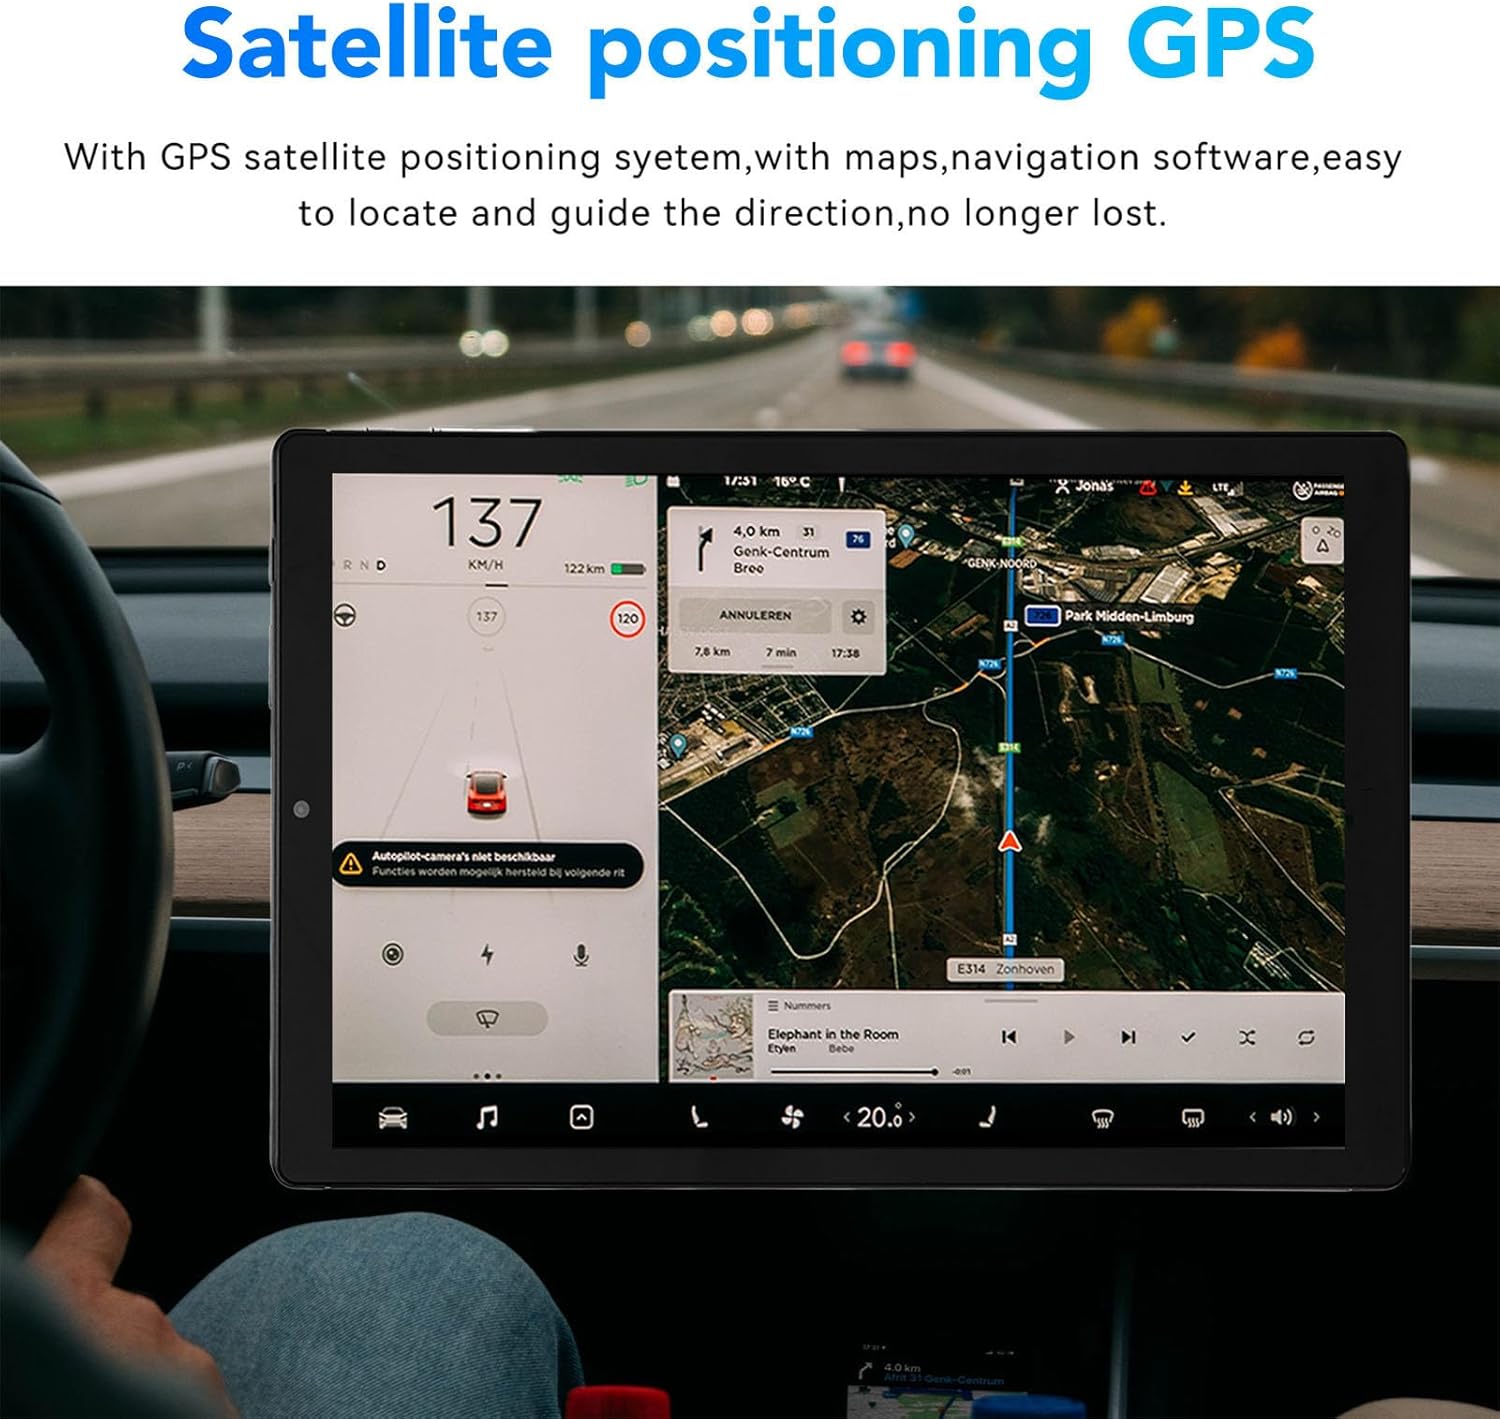 Satellite positioning GPS
With GPS satellite positioning syetem,with maps,navigation software,easy
to locate and guide the direction,no longer lost.
137
KM/H
R N D
122 km
137
120
Autopilot-camera's niet beschikbaar
Functies worden mogelijk hersteld bij volgende rit
17:31 16°C
Jonas
LTE
PASSENGER
AIRBAG
4,0 km 31
76
Genk-Centrum
Bree
ANNULEREN
7,8 km 7 min 17:38
E314
GENK-NOORD
A2
Park Midden-Limburg
N726
N726
N726
N726
E314
A2
E314 Zonhoven
Nummers
Elephant in the Room
Etyen Bebe
-0:01
20.0°
P
4.0 km
Afrit 31 Genk-Centrum